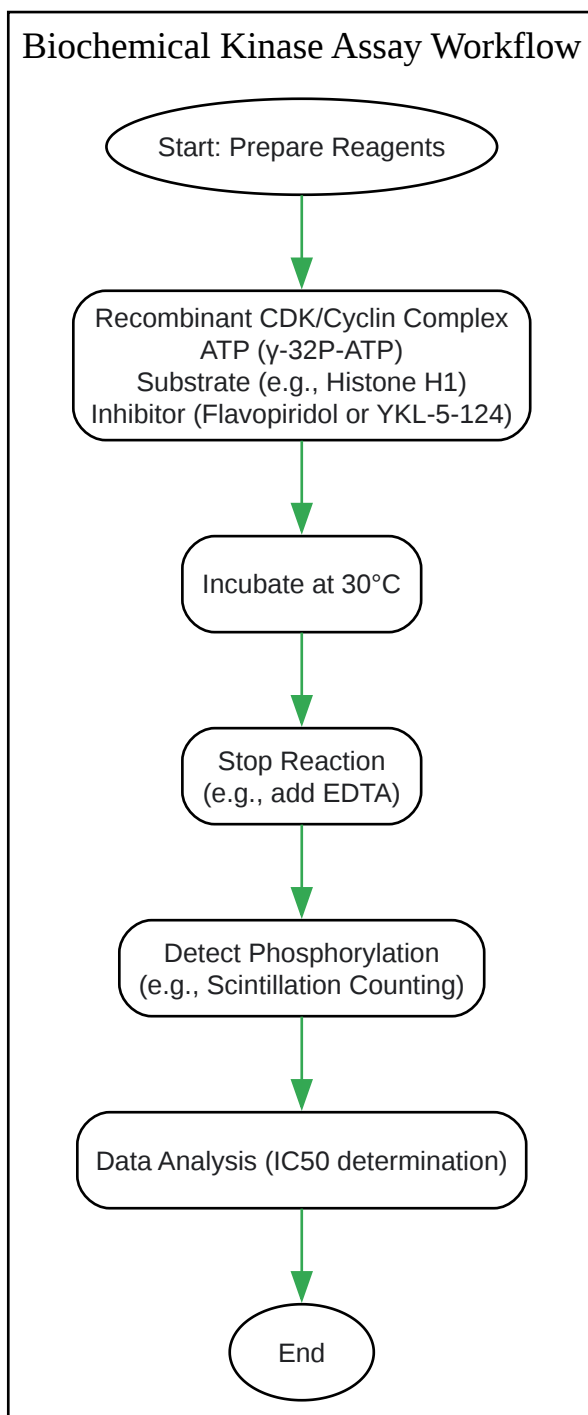 Biochemical Kinase Assay Workflow
Start: Prepare Reagents
Recombinant CDK/Cyclin Complex
ATP (γ-32P-ATP)
Substrate (e.g., Histone H1)
Inhibitor (Flavopiridol or YKL-5-124)
Incubate at 30°C
Stop Reaction
(e.g., add EDTA)
Detect Phosphorylation
(e.g., Scintillation Counting)
Data Analysis (IC50 determination)
End